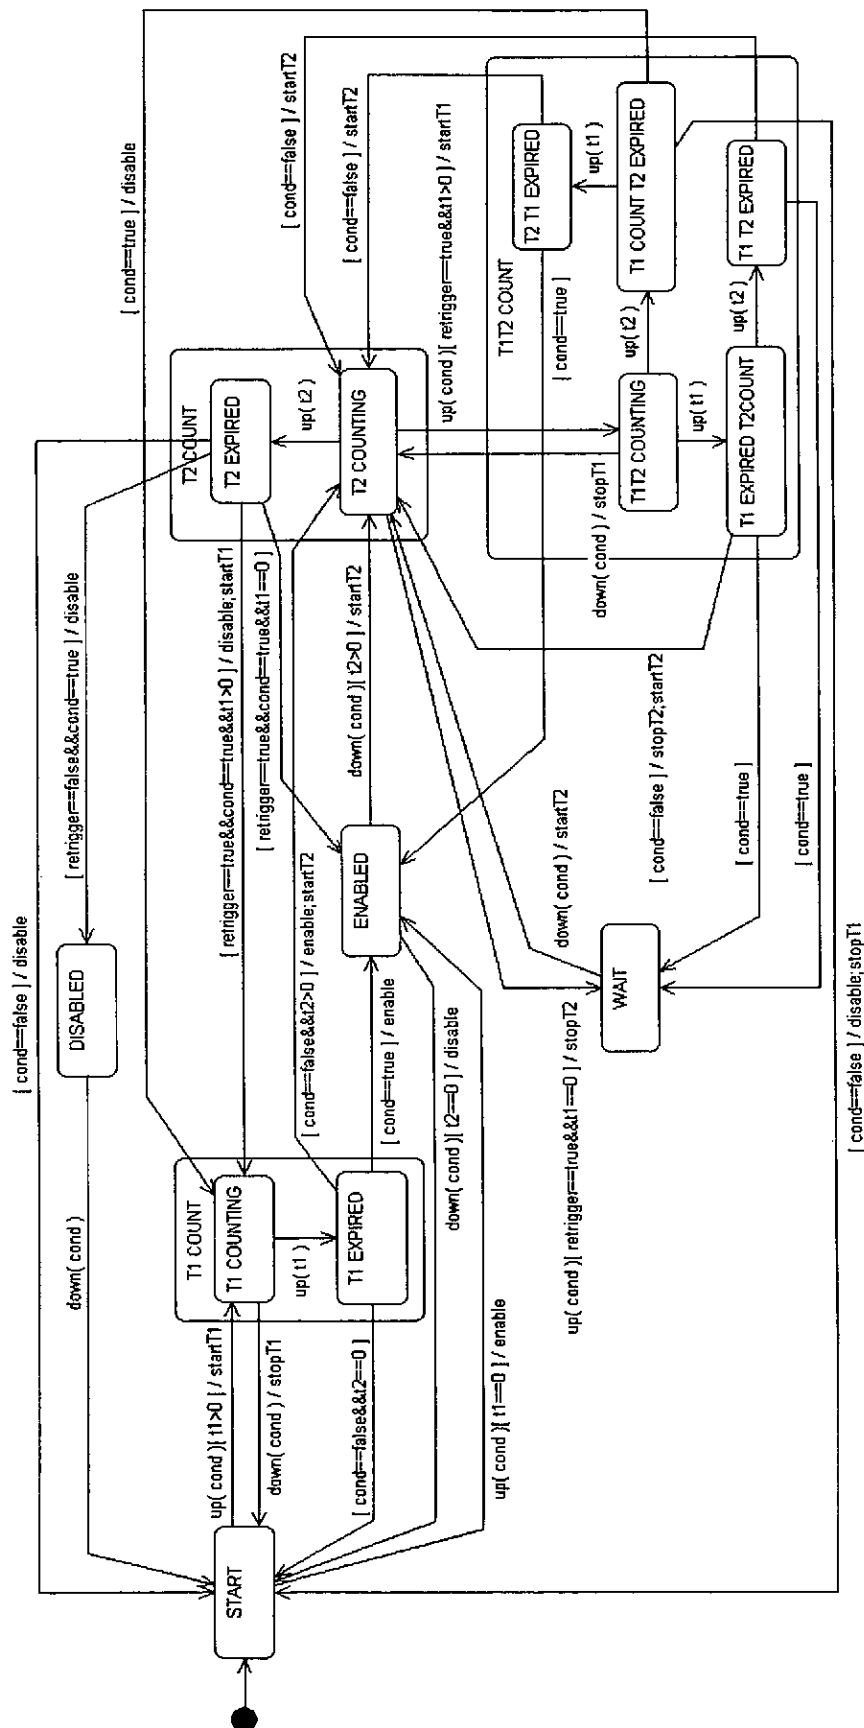 [ cond==false ] / disable
[ retrigger==false&&cond==true ] / disable
DISABLED
down( cond )
[ cond==true ] / disable
T2 COUNT
T2 EXPIRED
up( t2 )
T2 COUNTING
[ retrigger==true&&cond==true&&t1>0 ] / disable;startT1
[ retrigger==true&&cond==true&&t1==0 ]
T1 COUNT
T1 COUNTING
up( t1 )
T1 EXPIRED
START
up( cond )[ t1>0 ] / startT1
down( cond ) / stopT1
[ cond==false&&t2==0 ]
[ cond==false&&t2>0 ] / enable;startT2
[ cond==true ] / enable
ENABLED
down( cond )[ t2>0 ] / startT2
down( cond )[ t2==0 ] / disable
up( cond )[ t1==0 ] / enable
[ cond==false ] / startT2
[ cond==false ] / startT2
up( cond )[ retrigger==true&&t1>0 ] / startT1
T1T2 COUNT
T2 T1 EXPIRED
[ cond==true ]
up( t1 )
T1 COUNT T2 EXPIRED
up( t2 )
T1T2 COUNTING
down( cond ) / stopT1
up( t1 )
T1 EXPIRED T2COUNT
up( t2 )
T1 T2 EXPIRED
down( cond ) / startT2
up( cond )[ retrigger==true&&t1==0 ] / stopT2
WAIT
[ cond==false ] / stopT2;startT2
[ cond==true ]
[ cond==true ]
[ cond==false ] / disable;stopT1